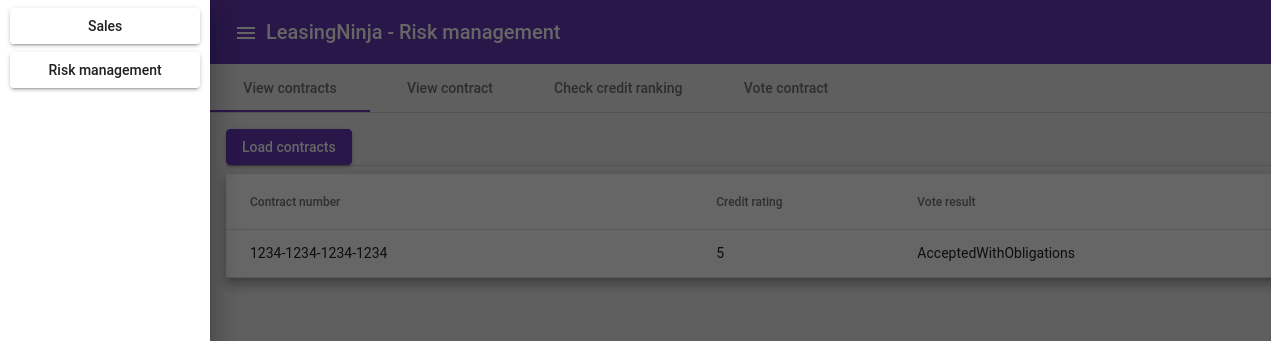 Sales
Risk management
LeasingNinja - Risk management
View contracts View contract Check credit ranking Vote contract
Load contracts
Contract number Credit rating Vote result
1234-1234-1234-1234 5 AcceptedWithObligations